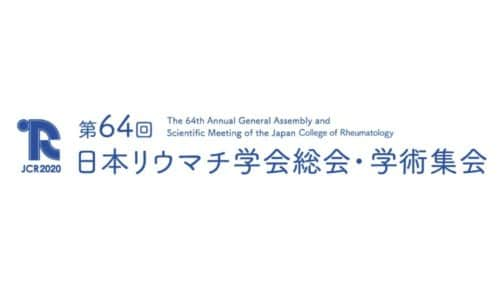 第64回
The 64th Annual General Assembly and
Scientific Meeting of the Japan College of Rheumatology
JCR2020
日本リウマチ学会総会・学術集会